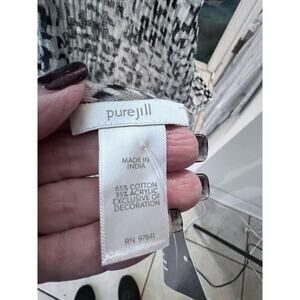 purejill
MADE IN
INDIA
65% COTTON
35% ACRYLIC
EXCLUSIVE OF
DECORATION
RN 97641